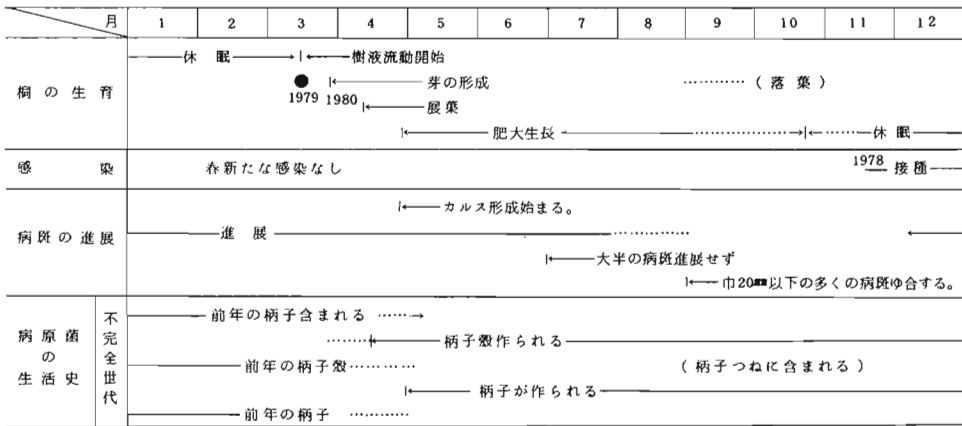 月 1 2 3 4 5 6 7 8 9 10 11 12
休眠 樹液流動開始
芽の形成 (落葉)
桐の生育
1979 1980 展葉
肥大生長 休眠
1978
感染 春新たな感染なし 接種
カルス形成始まる。
病斑の進展 進展
大半の病斑進展せず
巾20mm以下の多くの病斑ゆ合する。
病原菌の生活史 不完全世代
前年の柄子含まれる
柄子殻作られる
前年の柄子殻 (柄子つねに含まれる)
柄子が作られる
前年の柄子